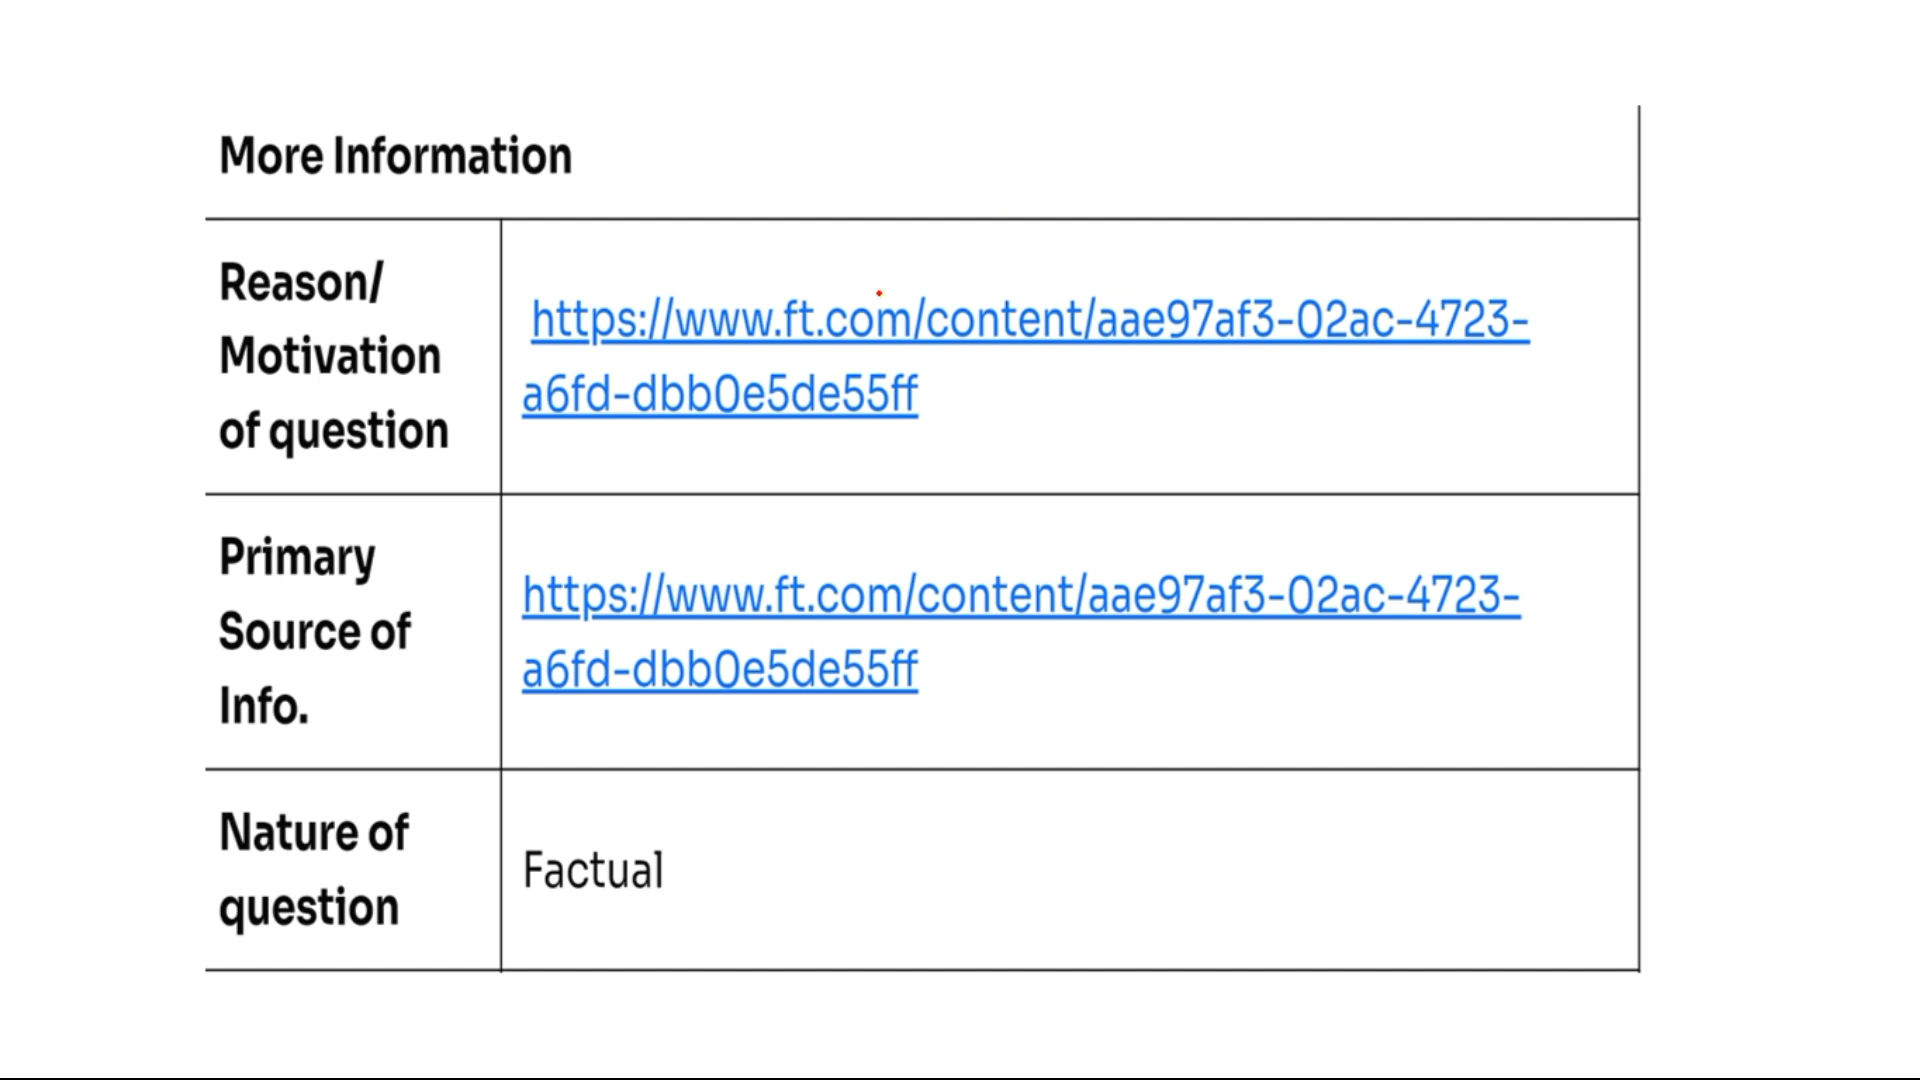 More Information
Reason/
Motivation
of question
https://www.ft.com/content/aae97af3-02ac-4723-
a6fd-dbb0e5de55ff
Primary
Source of
Info.
https://www.ft.com/content/aae97af3-02ac-4723-
a6fd-dbb0e5de55ff
Nature of
question
Factual